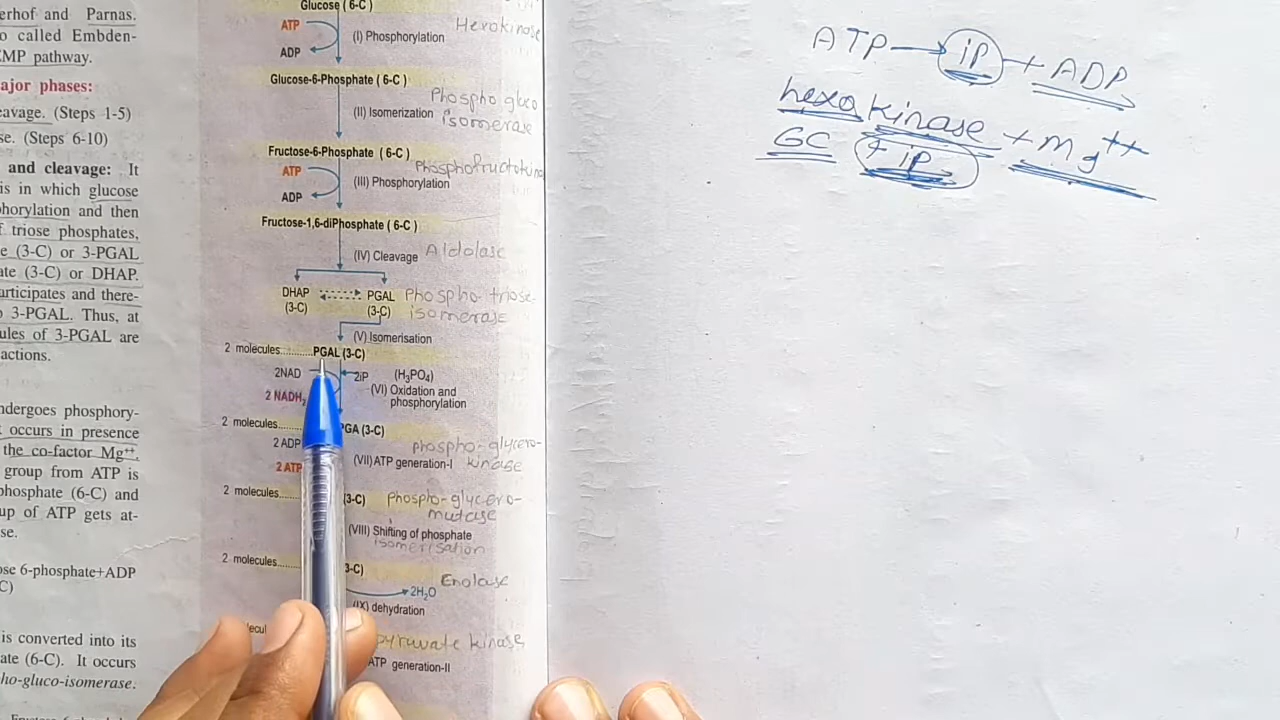 erhof and Parnas.
o called Embden-
EMP pathway.
ajor phases:
eavage. (Steps 1-5)
se. (Steps 6-10)
and cleavage: It
is in which glucose
horylation and then
f triose phosphates,
e (3-C) or 3-PGAL
ate (3-C) or DHAP.
articipates and there-
o 3-PGAL. Thus, at
ules of 3-PGAL are
actions.
ndergoes phosphory-
t occurs in presence
the co-factor Mg++.
group from ATP is
phosphate (6-C) and
up of ATP gets at-
se.
ose 6-phosphate+ADP
C)
is converted into its
ate (6-C). It occurs
ho-gluco-isomerase.
Glucose ( 6-C)
ATP
(I) Phosphorylation
Hexokinase
ADP
Glucose-6-Phosphate ( 6-C)
Phospho gluco
(II) Isomerization isomerase
Fructose-6-Phosphate ( 6-C)
Phosphofructokin
ATP
(III) Phosphorylation
ADP
Fructose-1,6-diPhosphate ( 6-C )
(IV) Cleavage Aldolase
DHAP PGAL Phospho-triose-
(3-C) (3-C) isomerase
(V) Isomerisation
2 molecules...........PGAL (3-C)
2NAD 2iP (H₃PO₄)
2 NADH₂ (VI) Oxidation and
phosphorylation
2 molecules........ PGA (3-C)
2 ADP phospho-glycero-
(VII) ATP generation-I kinase
2 ATP
2 molecules....... (3-C) Phospho-glycero-
mutase
(VIII) Shifting of phosphate
isomerisation
2 molecules....... 3-C)
Enolase
2H₂O
(IX) dehydration
pyruvate kinase
ATP generation-II
ATP → iP + ADP
hexokinase + Mg++
GC + iP